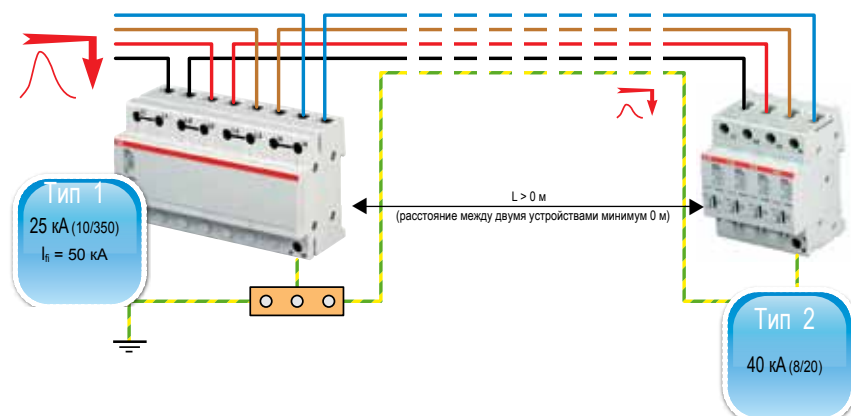 Тип 1
25 кА (10/350)
Ifi = 50 кА
L > 0 м
(расстояние между двумя устройствами минимум 0 м)
Тип 2
40 кА (8/20)